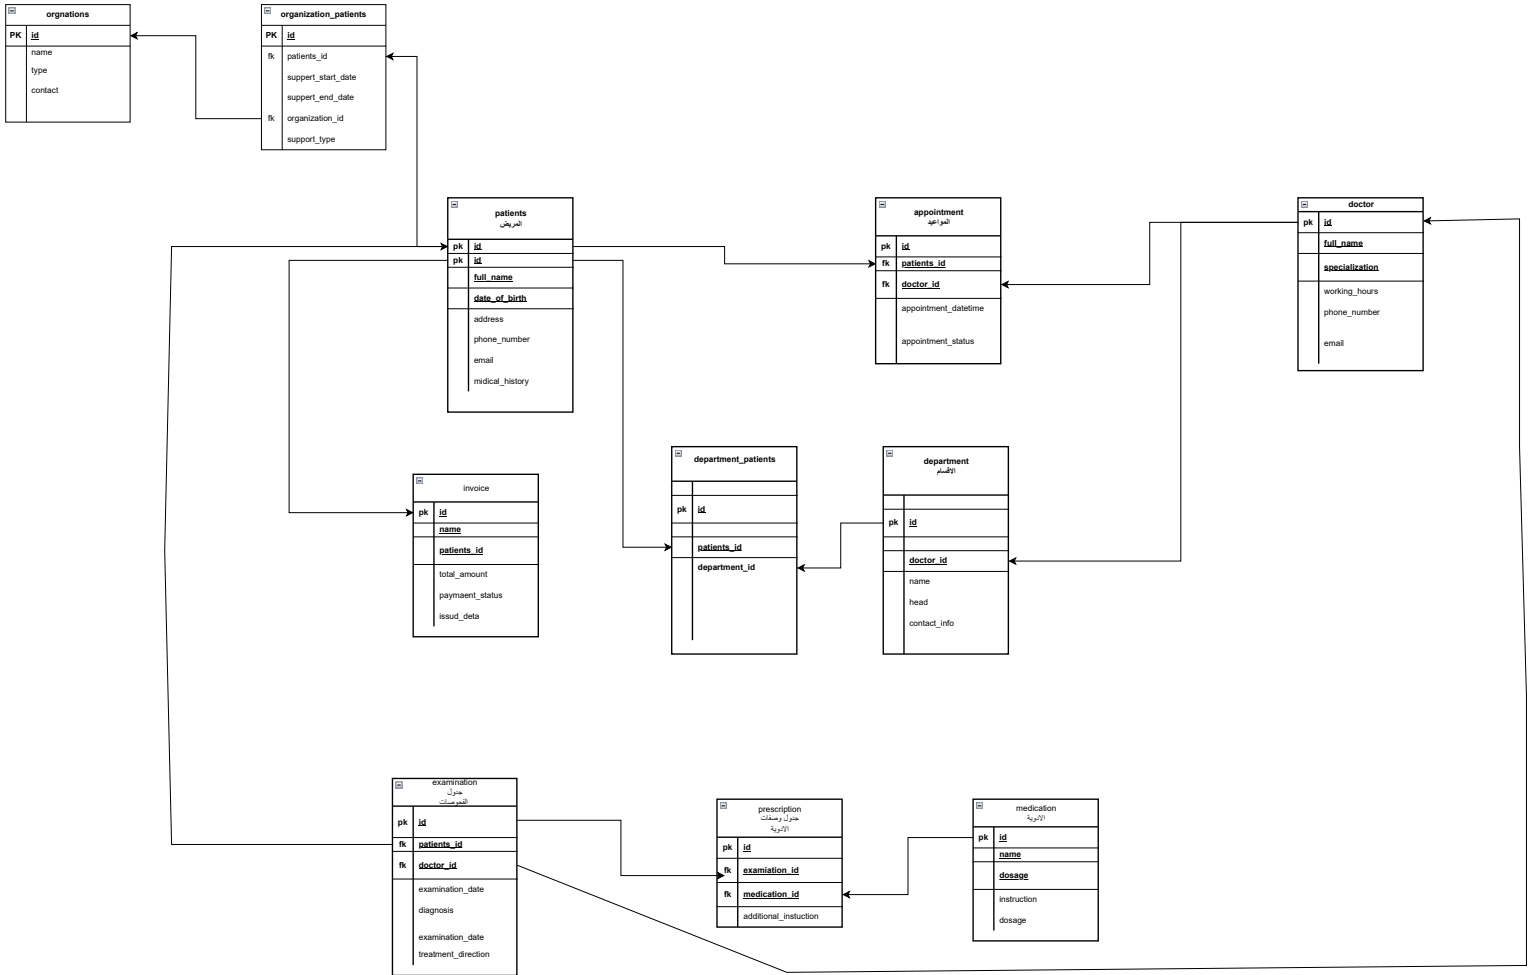 orgnations
PK id
name
type
contact
organization_patients
PK id
fk patients_id
suppert_start_date
suppert_end_date
fk organization_id
support_type
patients
المريض
pk id
pk id
full_name
date_of_birth
address
phone_number
email
midical_history
appointment
المواعيد
pk id
fk patients_id
fk doctor_id
appointment_datetime
appointment_status
doctor
pk id
full_name
specialization
working_hours
phone_number
email
invoice
pk id
name
patients_id
total_amount
paymaent_status
issud_deta
department_patients
pk id
patients_id
department_id
department
الاقسام
pk id
doctor_id
name
head
contact_info
examination
جدول
الفحوصات
pk id
fk patients_id
fk doctor_id
examination_date
diagnosis
examination_date
treatment_direction
prescription
جدول وصفات
الادوية
pk id
fk examiation_id
fk medication_id
additional_instuction
medication
الادوية
pk id
name
dosage
instruction
dosage